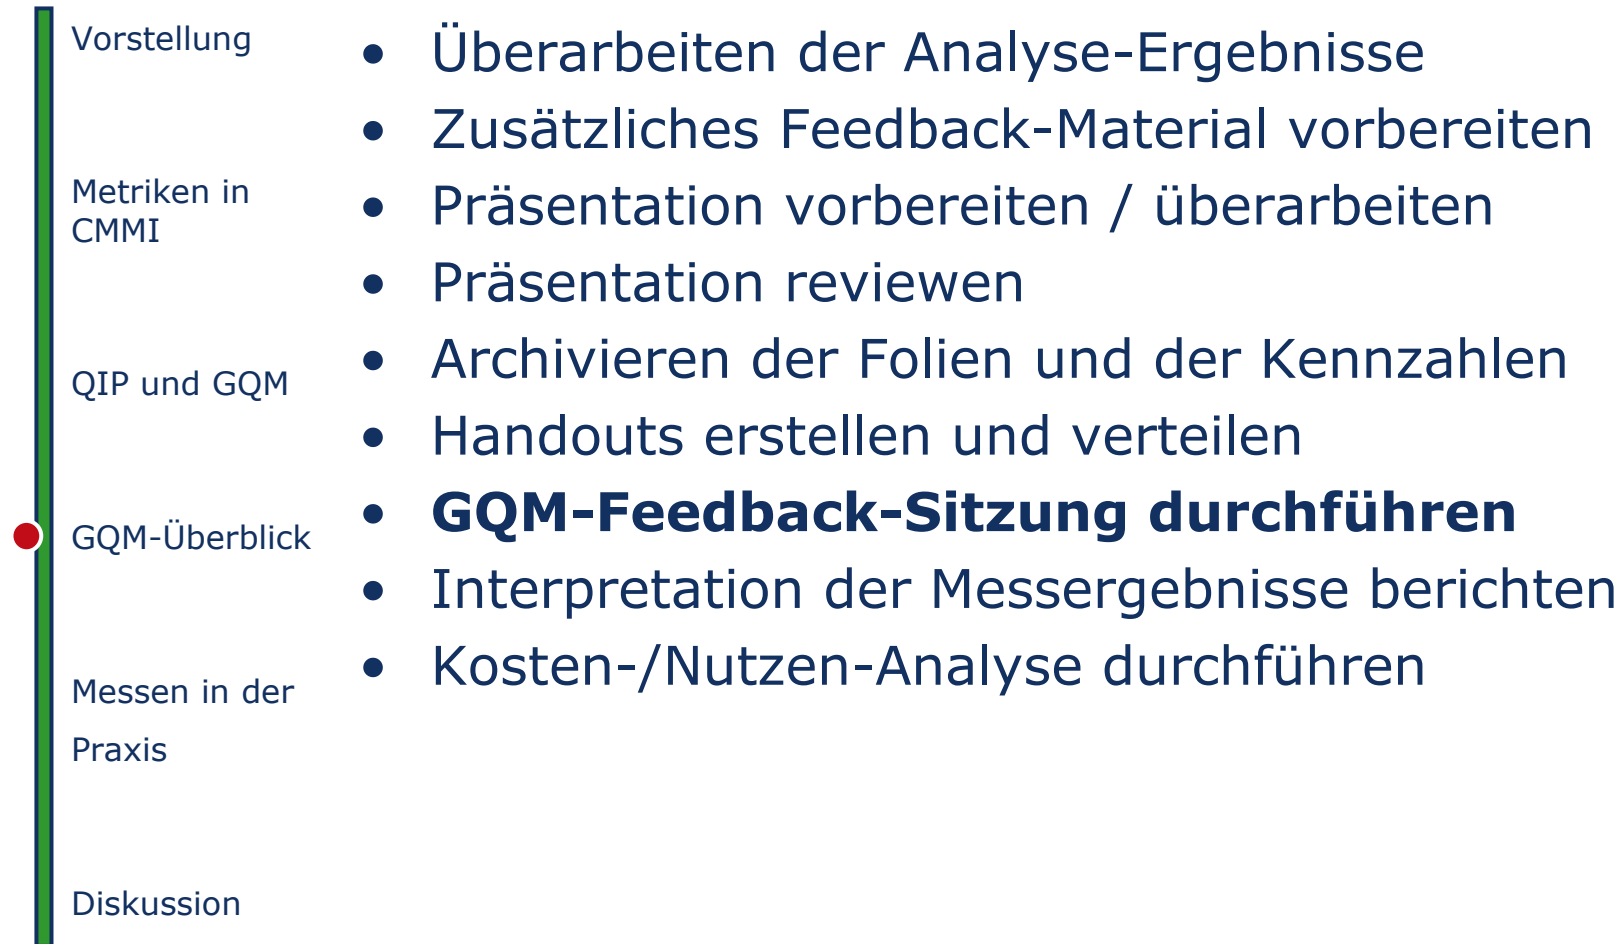 Vorstellung
Metriken in
CMMI
QIP und GQM
GQM-Überblick
Messen in der
Praxis
Diskussion
• Überarbeiten der Analyse-Ergebnisse
• Zusätzliches Feedback-Material vorbereiten
• Präsentation vorbereiten / überarbeiten
• Präsentation reviewen
• Archivieren der Folien und der Kennzahlen
• Handouts erstellen und verteilen
• GQM-Feedback-Sitzung durchführen
• Interpretation der Messergebnisse berichten
• Kosten-/Nutzen-Analyse durchführen